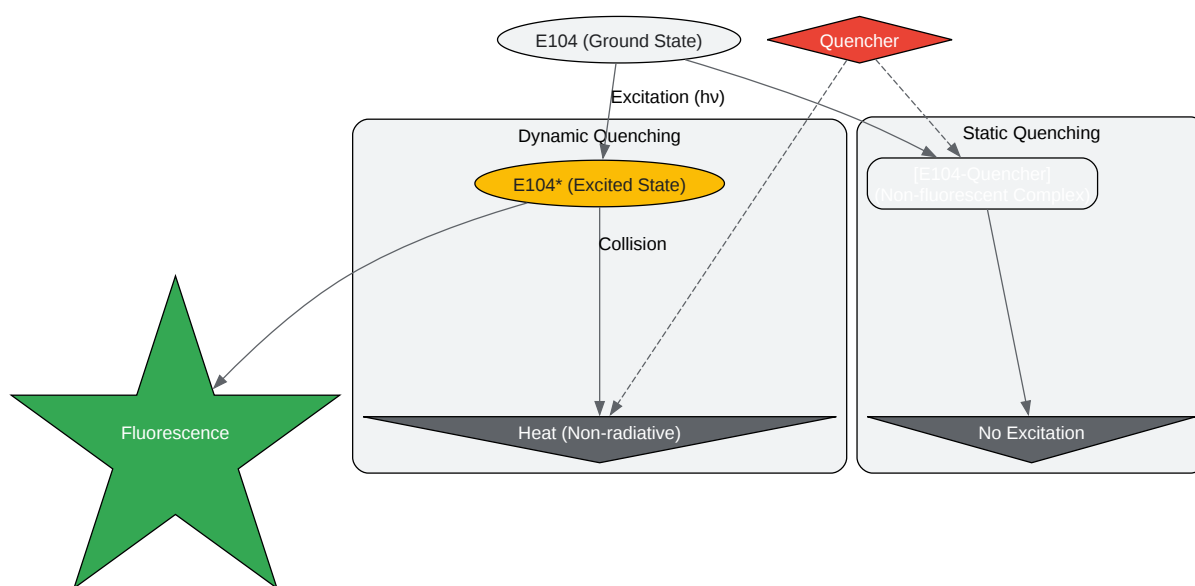 E104 (Ground State)
Quencher
Excitation (hν)
Dynamic Quenching
Static Quenching
E104* (Excited State)
[E104-Quencher]
(Non-fluorescent Complex)
Collision
Fluorescence
Heat (Non-radiative)
No Excitation